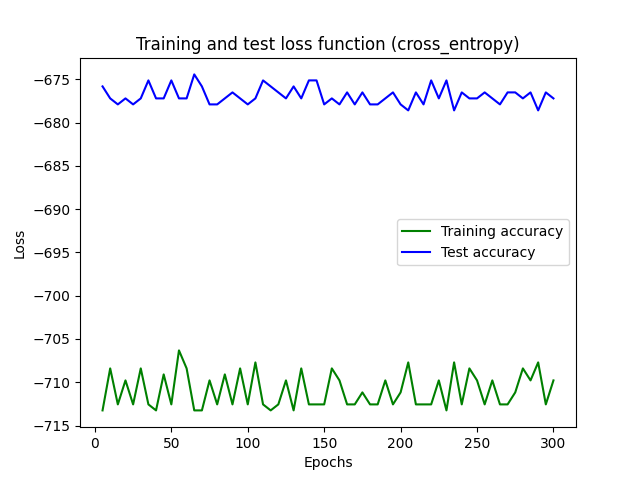 Training and test loss function (cross_entropy)
−675
−680
−685
−690
−695
−700
−705
−710
−715
Loss
Training accuracy
Test accuracy
0 50 100 150 200 250 300
Epochs